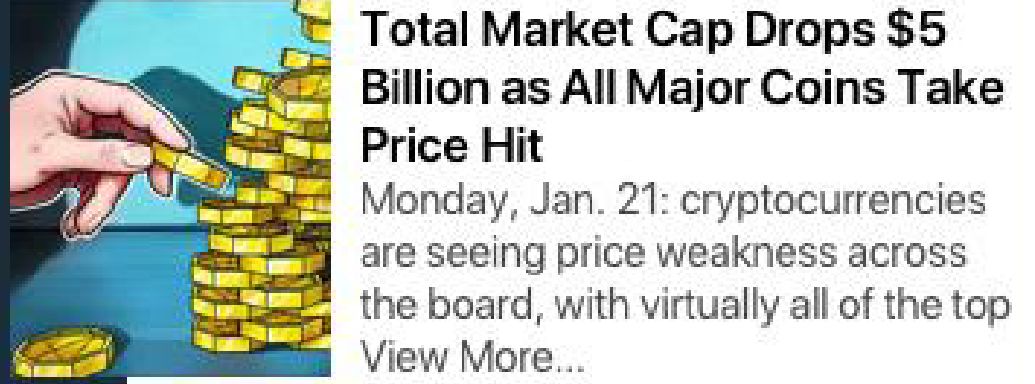 Total Market Cap Drops $5
Billion as All Major Coins Take
Price Hit
Monday, Jan. 21: cryptocurrencies
are seeing price weakness across
the board, with virtually all of the top
View More...